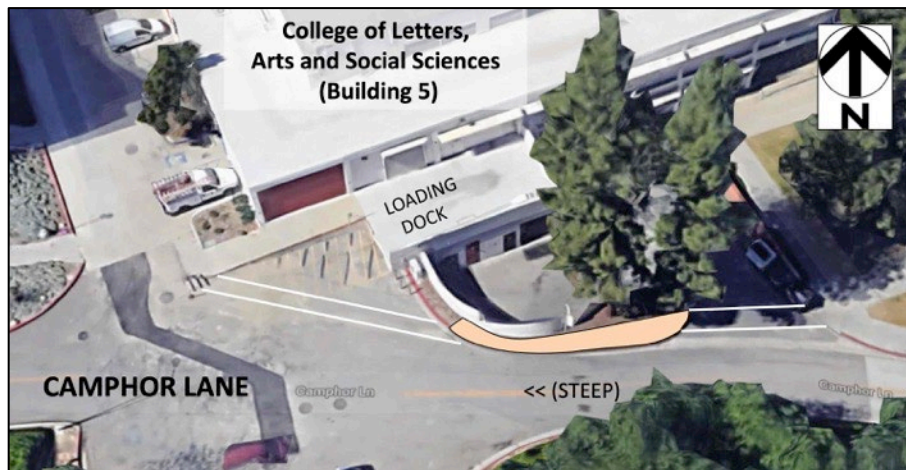 College of Letters,
Arts and Social Sciences
(Building 5)
N
LOADING
DOCK
CAMPHOR LANE
Camphor Ln
<< (STEEP)
Camphor Ln